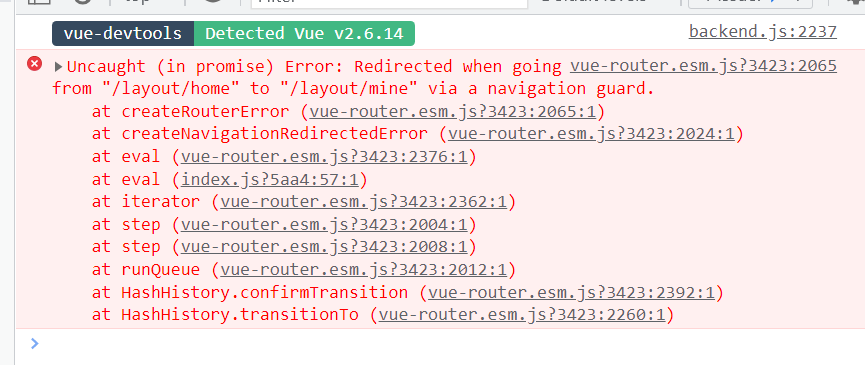 vue-devtools Detected Vue v2.6.14 backend.js:2237
Uncaught (in promise) Error: Redirected when going vue-router.esm.js?3423:2065
from "/layout/home" to "/layout/mine" via a navigation guard.
at createRouterError (vue-router.esm.js?3423:2065:1)
at createNavigationRedirectedError (vue-router.esm.js?3423:2024:1)
at eval (vue-router.esm.js?3423:2376:1)
at eval (index.js?5aa4:57:1)
at iterator (vue-router.esm.js?3423:2362:1)
at step (vue-router.esm.js?3423:2004:1)
at step (vue-router.esm.js?3423:2008:1)
at runQueue (vue-router.esm.js?3423:2012:1)
at HashHistory.confirmTransition (vue-router.esm.js?3423:2392:1)
at HashHistory.transitionTo (vue-router.esm.js?3423:2260:1)